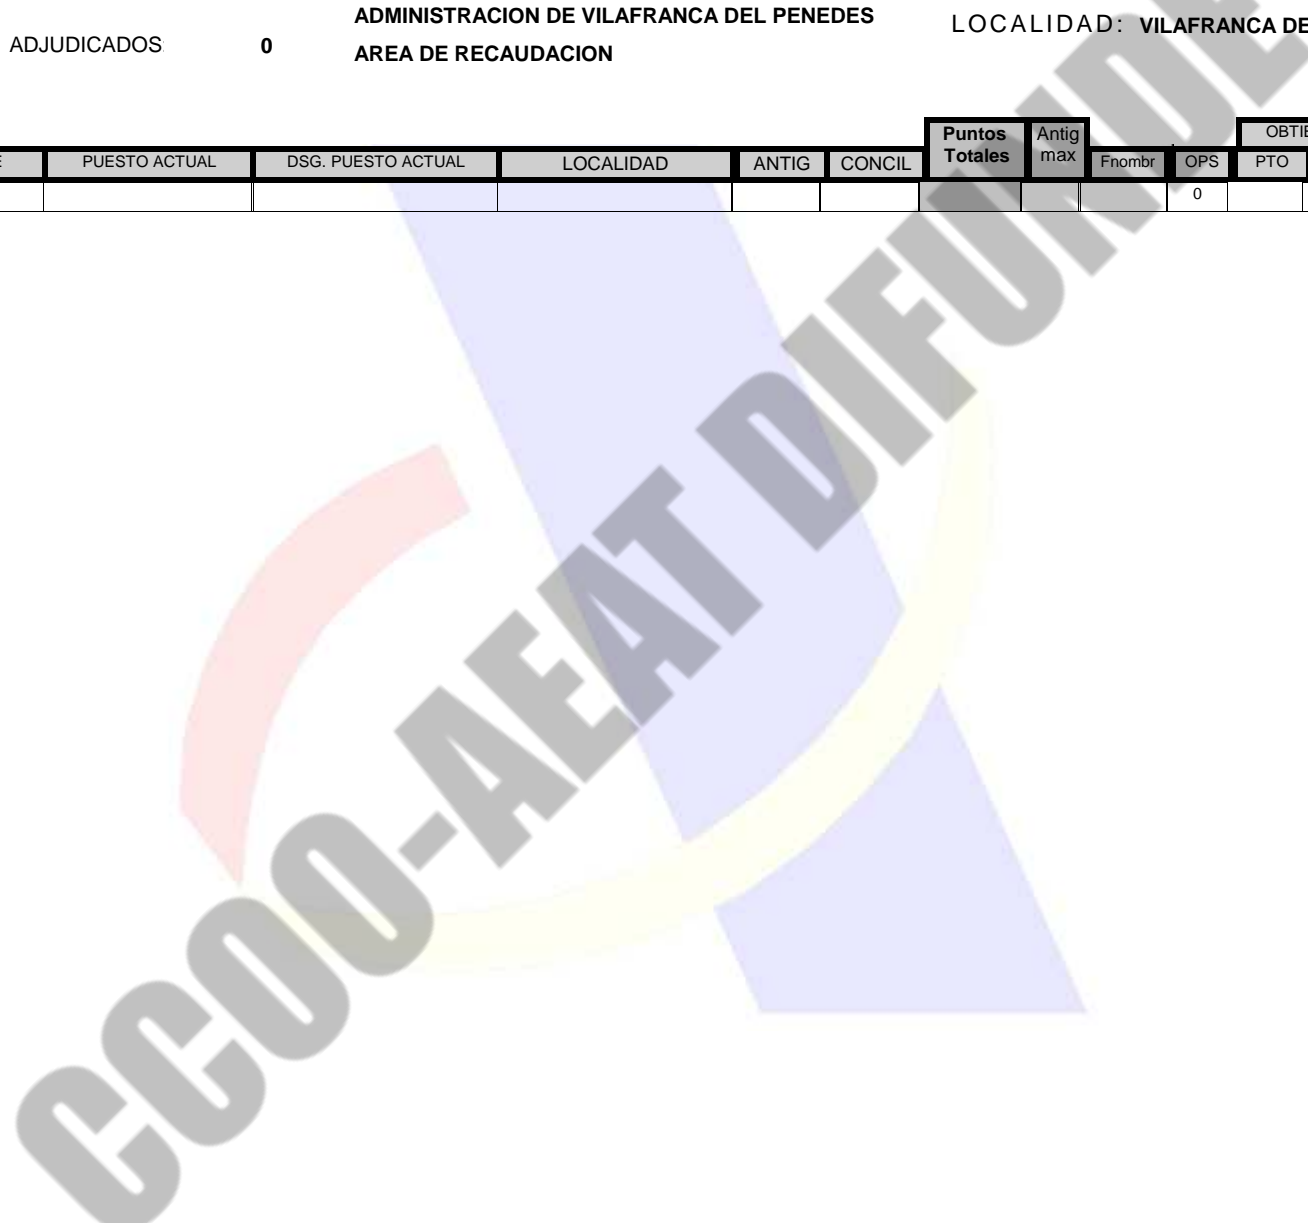 ADMINISTRACION DE VILAFRANCA DEL PENEDES
LOCALIDAD: VILAFRANCA DE
ADJUDICADOS: 0
AREA DE RECAUDACION
PUESTO ACTUAL DSG. PUESTO ACTUAL LOCALIDAD ANTIG CONCIL Puntos Totales Antig max Fnombr OPS OBTIE PTO
0
CCOO-AEAT DIFUNDE